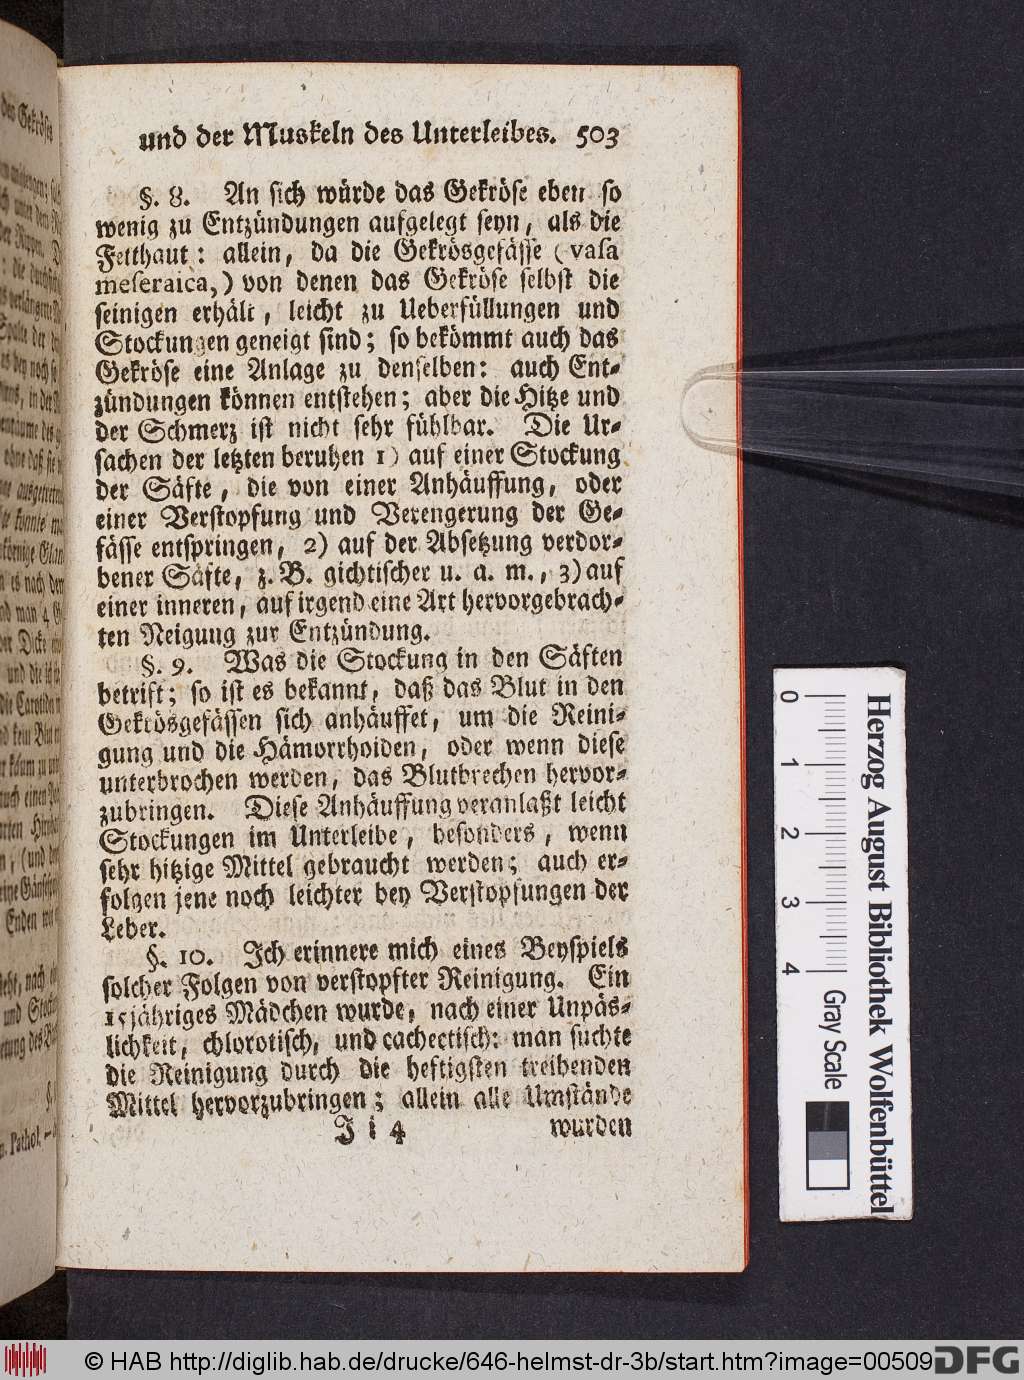 und der Muskeln des Unterleibes. 503
§. 8. An sich würde das Gekröse eben so
wenig zu Entzündungen aufgelegt seyn, als die
Fetthaut: allein, da die Gekrösgefässe (vasa
meseraica,) von denen das Gekröse selbst die
seinigen erhält, leicht zu Ueberfüllungen und
Stockungen geneigt sind; so bekömmt auch das
Gekröse eine Anlage zu denselben: auch Ent-
zündungen können entstehen; aber die Hitze und
der Schmerz ist nicht sehr fühlbar. Die Ur-
sachen der letzten beruhen 1) auf einer Stockung
der Säfte, die von einer Anhäuffung, oder
einer Verstopfung und Verengerung der Ge-
fässe entspringen, 2) auf der Absetzung verdor-
bener Säfte, z. B. gichtischer u. a. m., 3) auf
einer inneren, auf irgend eine Art hervorgebrach-
ten Neigung zur Entzündung.
§. 9. Was die Stockung in den Säften
betrift; so ist es bekannt, daß das Blut in den
Gekrösgefässen sich anhäuffet, um die Reini-
gung und die Hämorrhoiden, oder wenn diese
unterbrochen werden, das Blutbrechen hervor-
zubringen. Diese Anhäuffung veranlaßt leicht
Stockungen im Unterleibe, besonders, wenn
sehr hitzige Mittel gebraucht werden; auch er-
folgen jene noch leichter bey Verstopfungen der
Leber.
§. 10. Ich erinnere mich eines Beyspiels
solcher Folgen von verstopfter Reinigung. Ein
15jähriges Mädchen wurde, nach einer Unpäs-
lichkeit, chlorotisch, und cachectisch: man suchte
die Reinigung durch die heftigsten treibenden
Mittel hervorzubringen; allein alle Umstände
Ji 4 wurden
0 1 2 3 4
Gray Scale
Herzog August Bibliothek Wolfenbüttel
© HAB http://diglib.hab.de/drucke/646-helmst-dr-3b/start.htm?image=00509
DFG